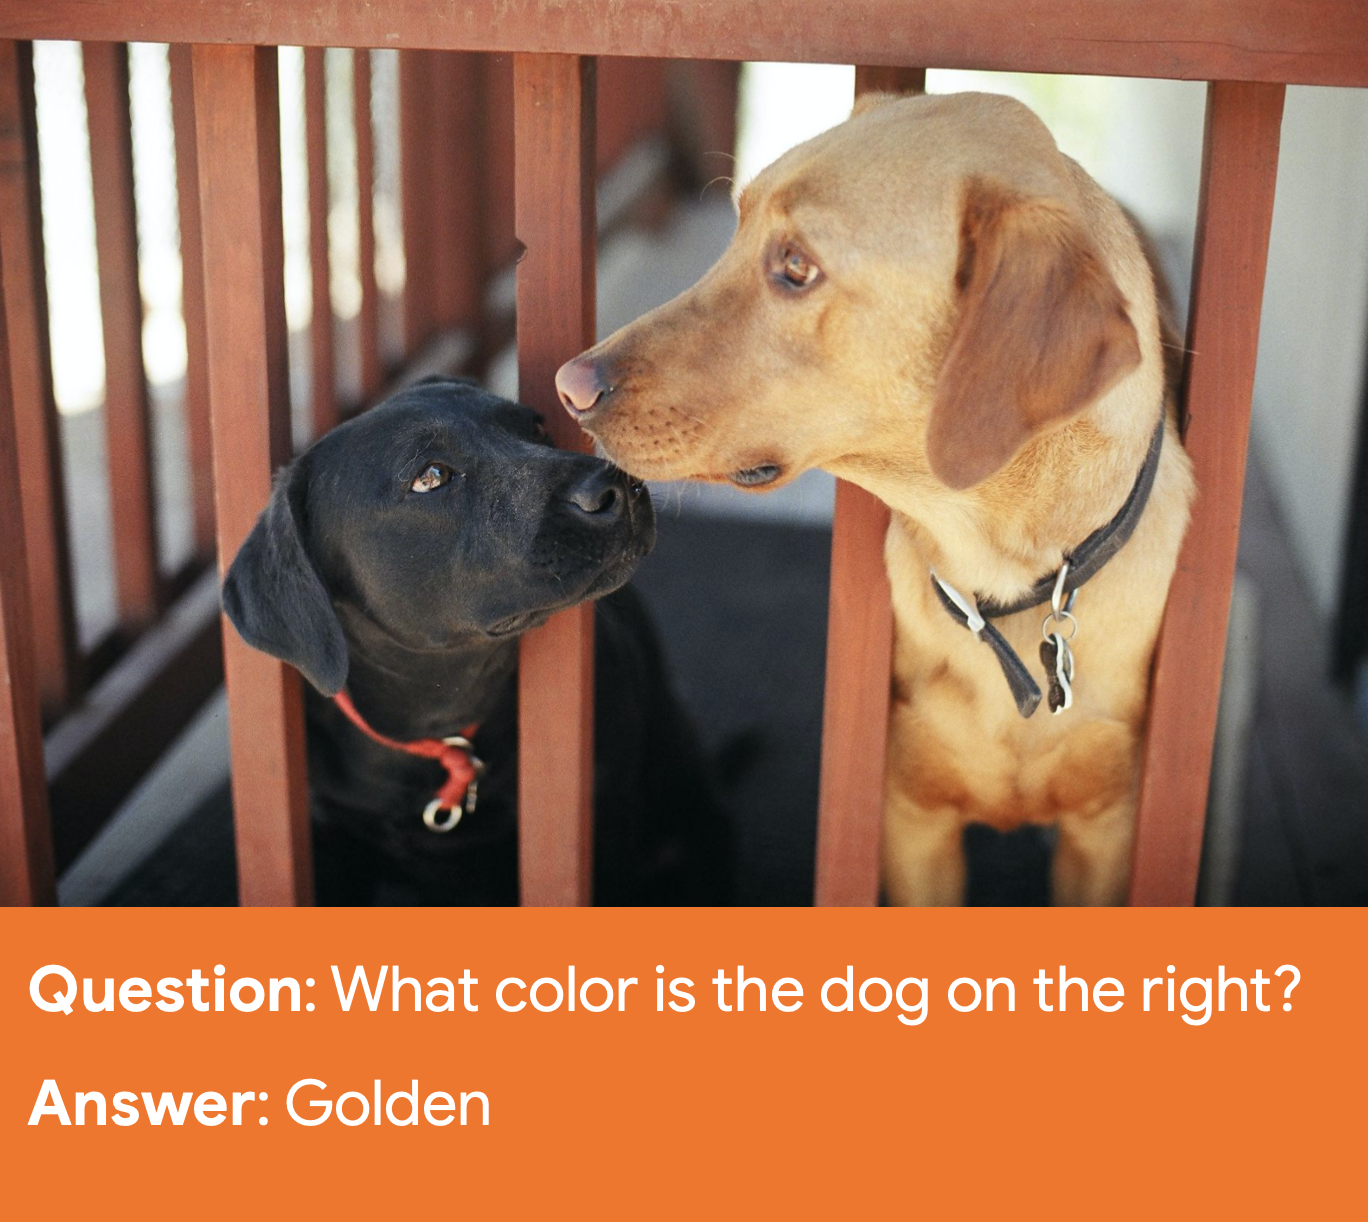 Question: What color is the dog on the right?
Answer: Golden